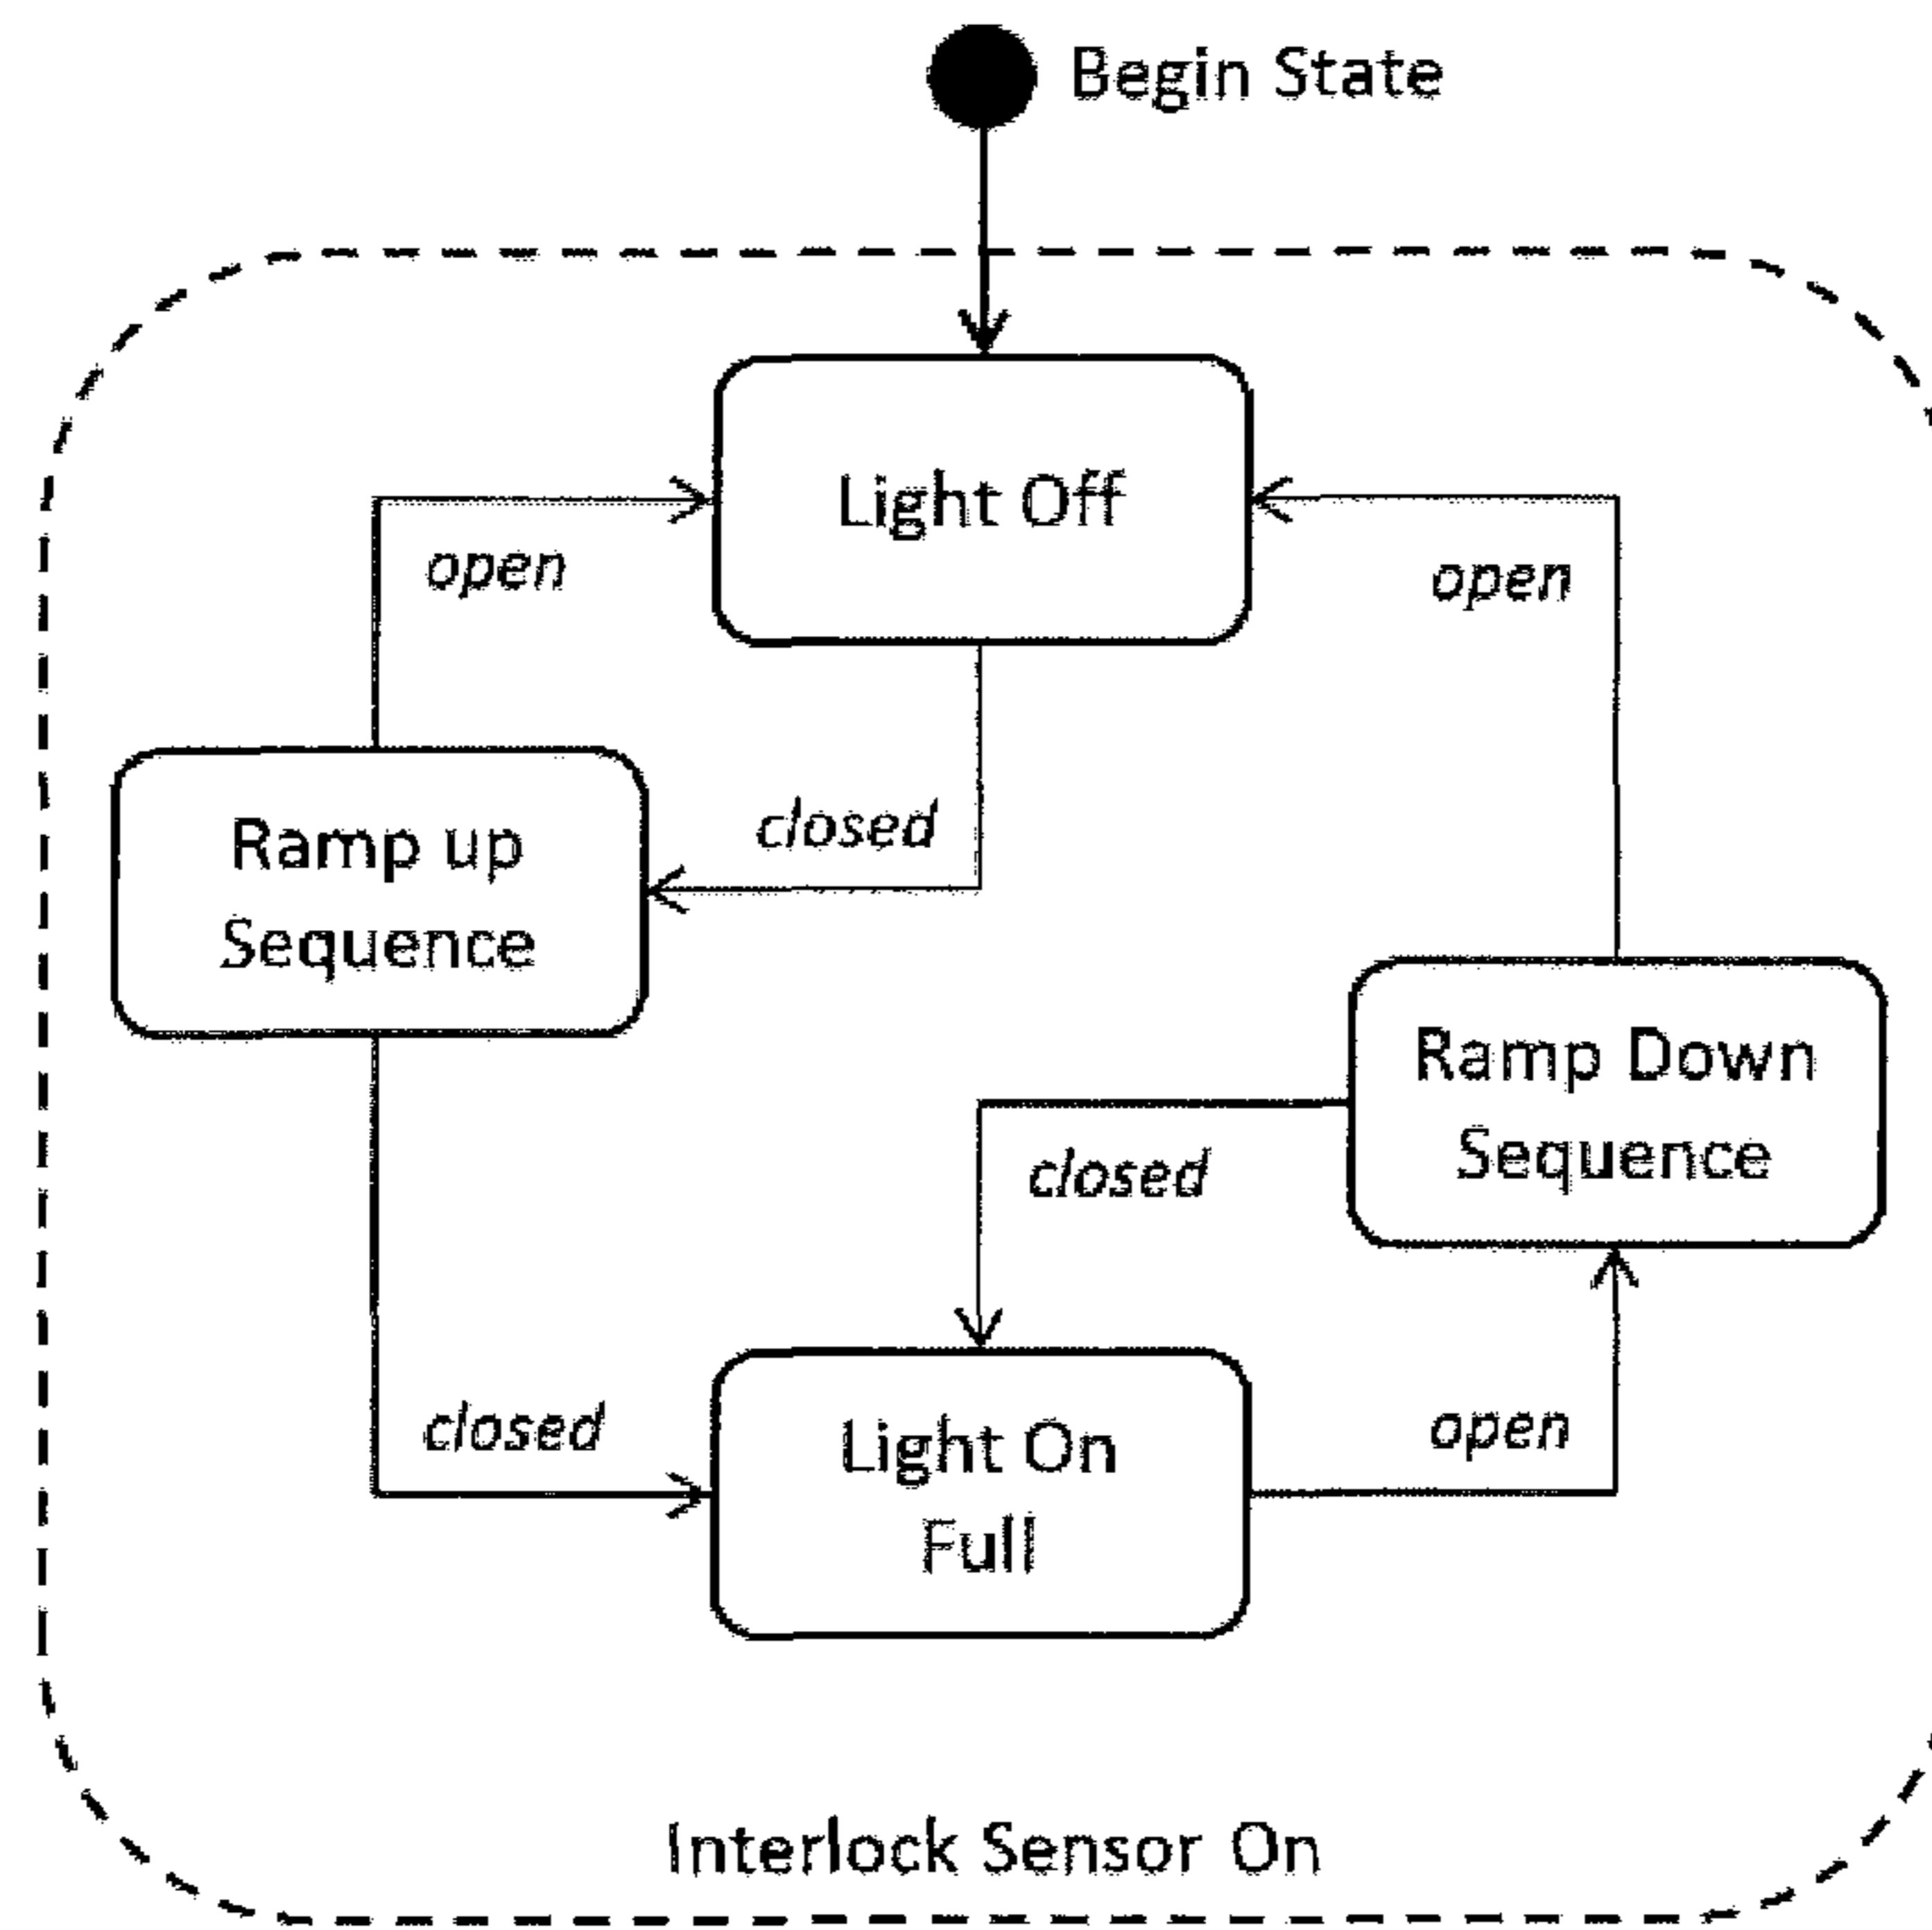 Begin State
Light Off
open
open
closed
Ramp up
Sequence
Ramp Down
Sequence
closed
closed
Light On
Full
open
Interlock Sensor On